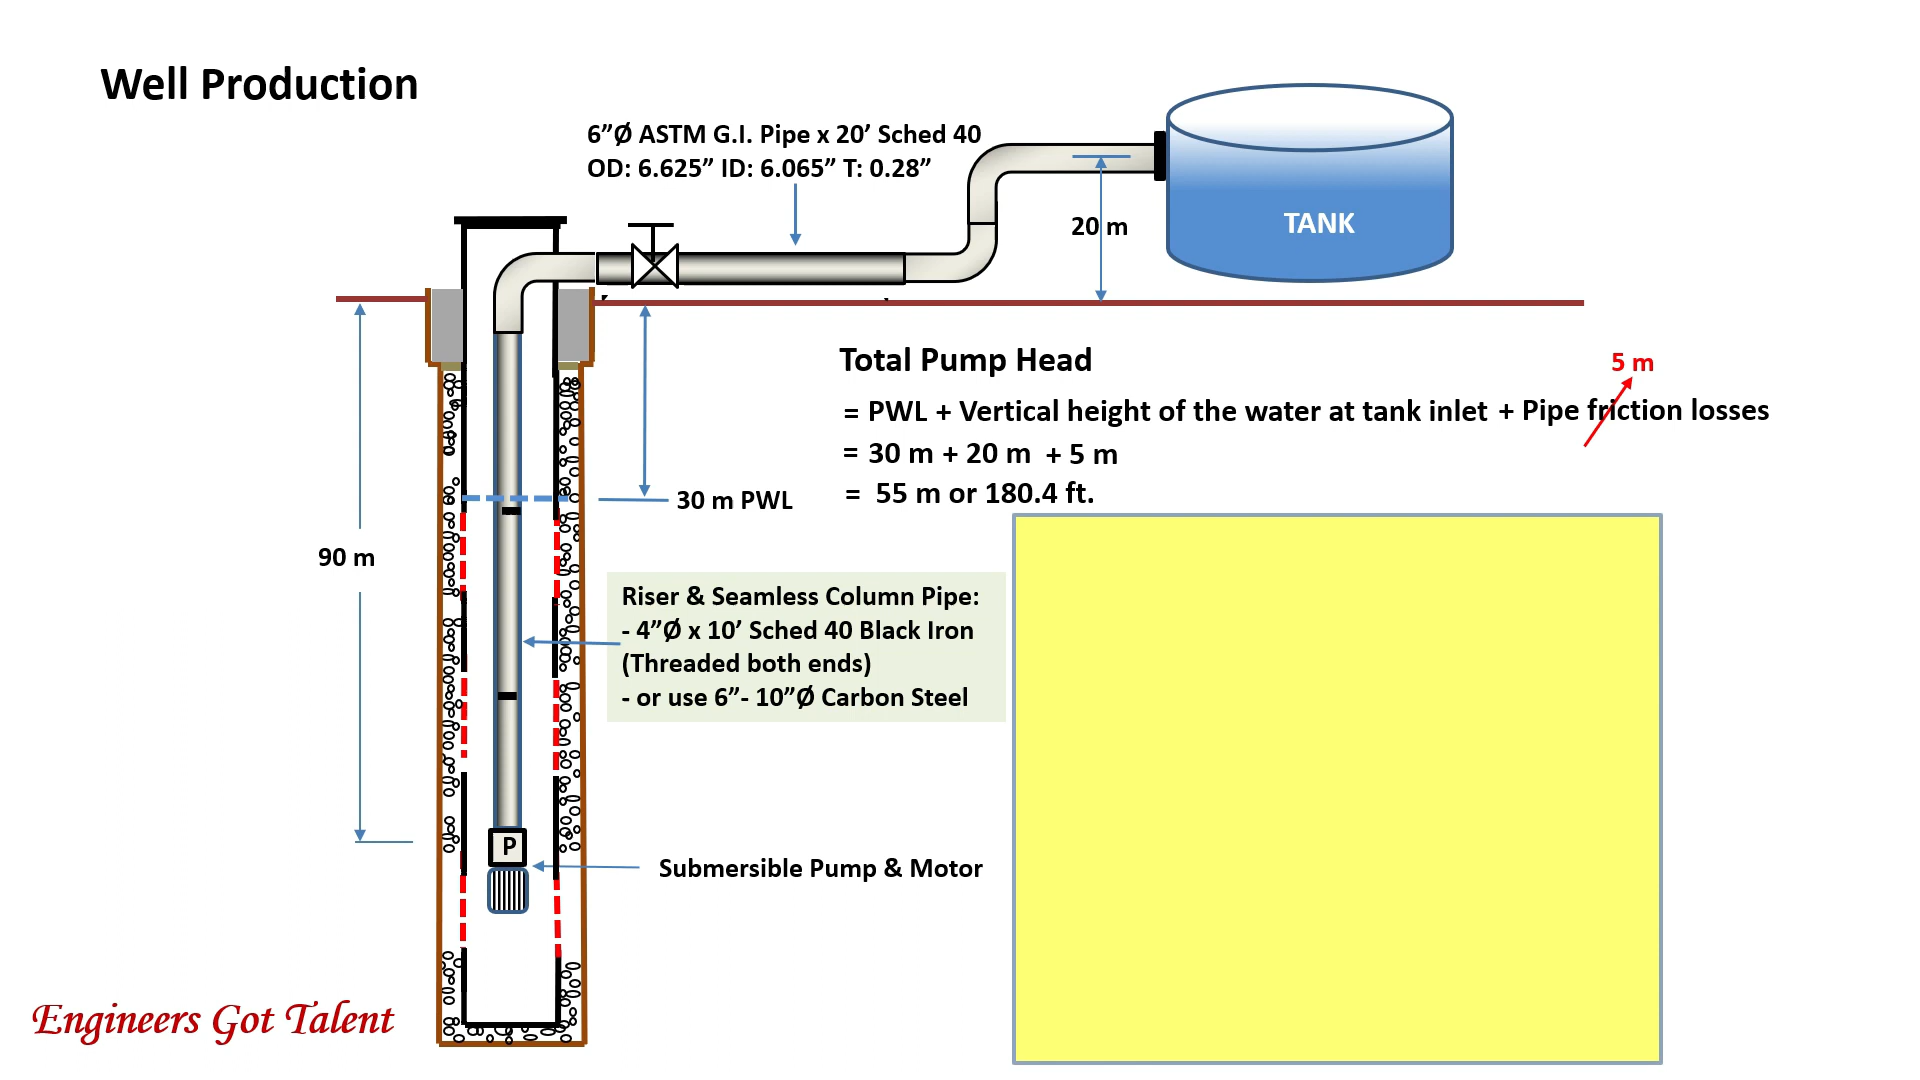 Well Production
6”Ø ASTM G.I. Pipe x 20’ Sched 40
OD: 6.625” ID: 6.065” T: 0.28”
20 m
TANK
Total Pump Head
5 m
= PWL + Vertical height of the water at tank inlet + Pipe friction losses
= 30 m + 20 m + 5 m
= 55 m or 180.4 ft.
30 m PWL
90 m
Riser & Seamless Column Pipe:
- 4”Ø x 10’ Sched 40 Black Iron
(Threaded both ends)
- or use 6”- 10”Ø Carbon Steel
P
Submersible Pump & Motor
Engineers Got Talent